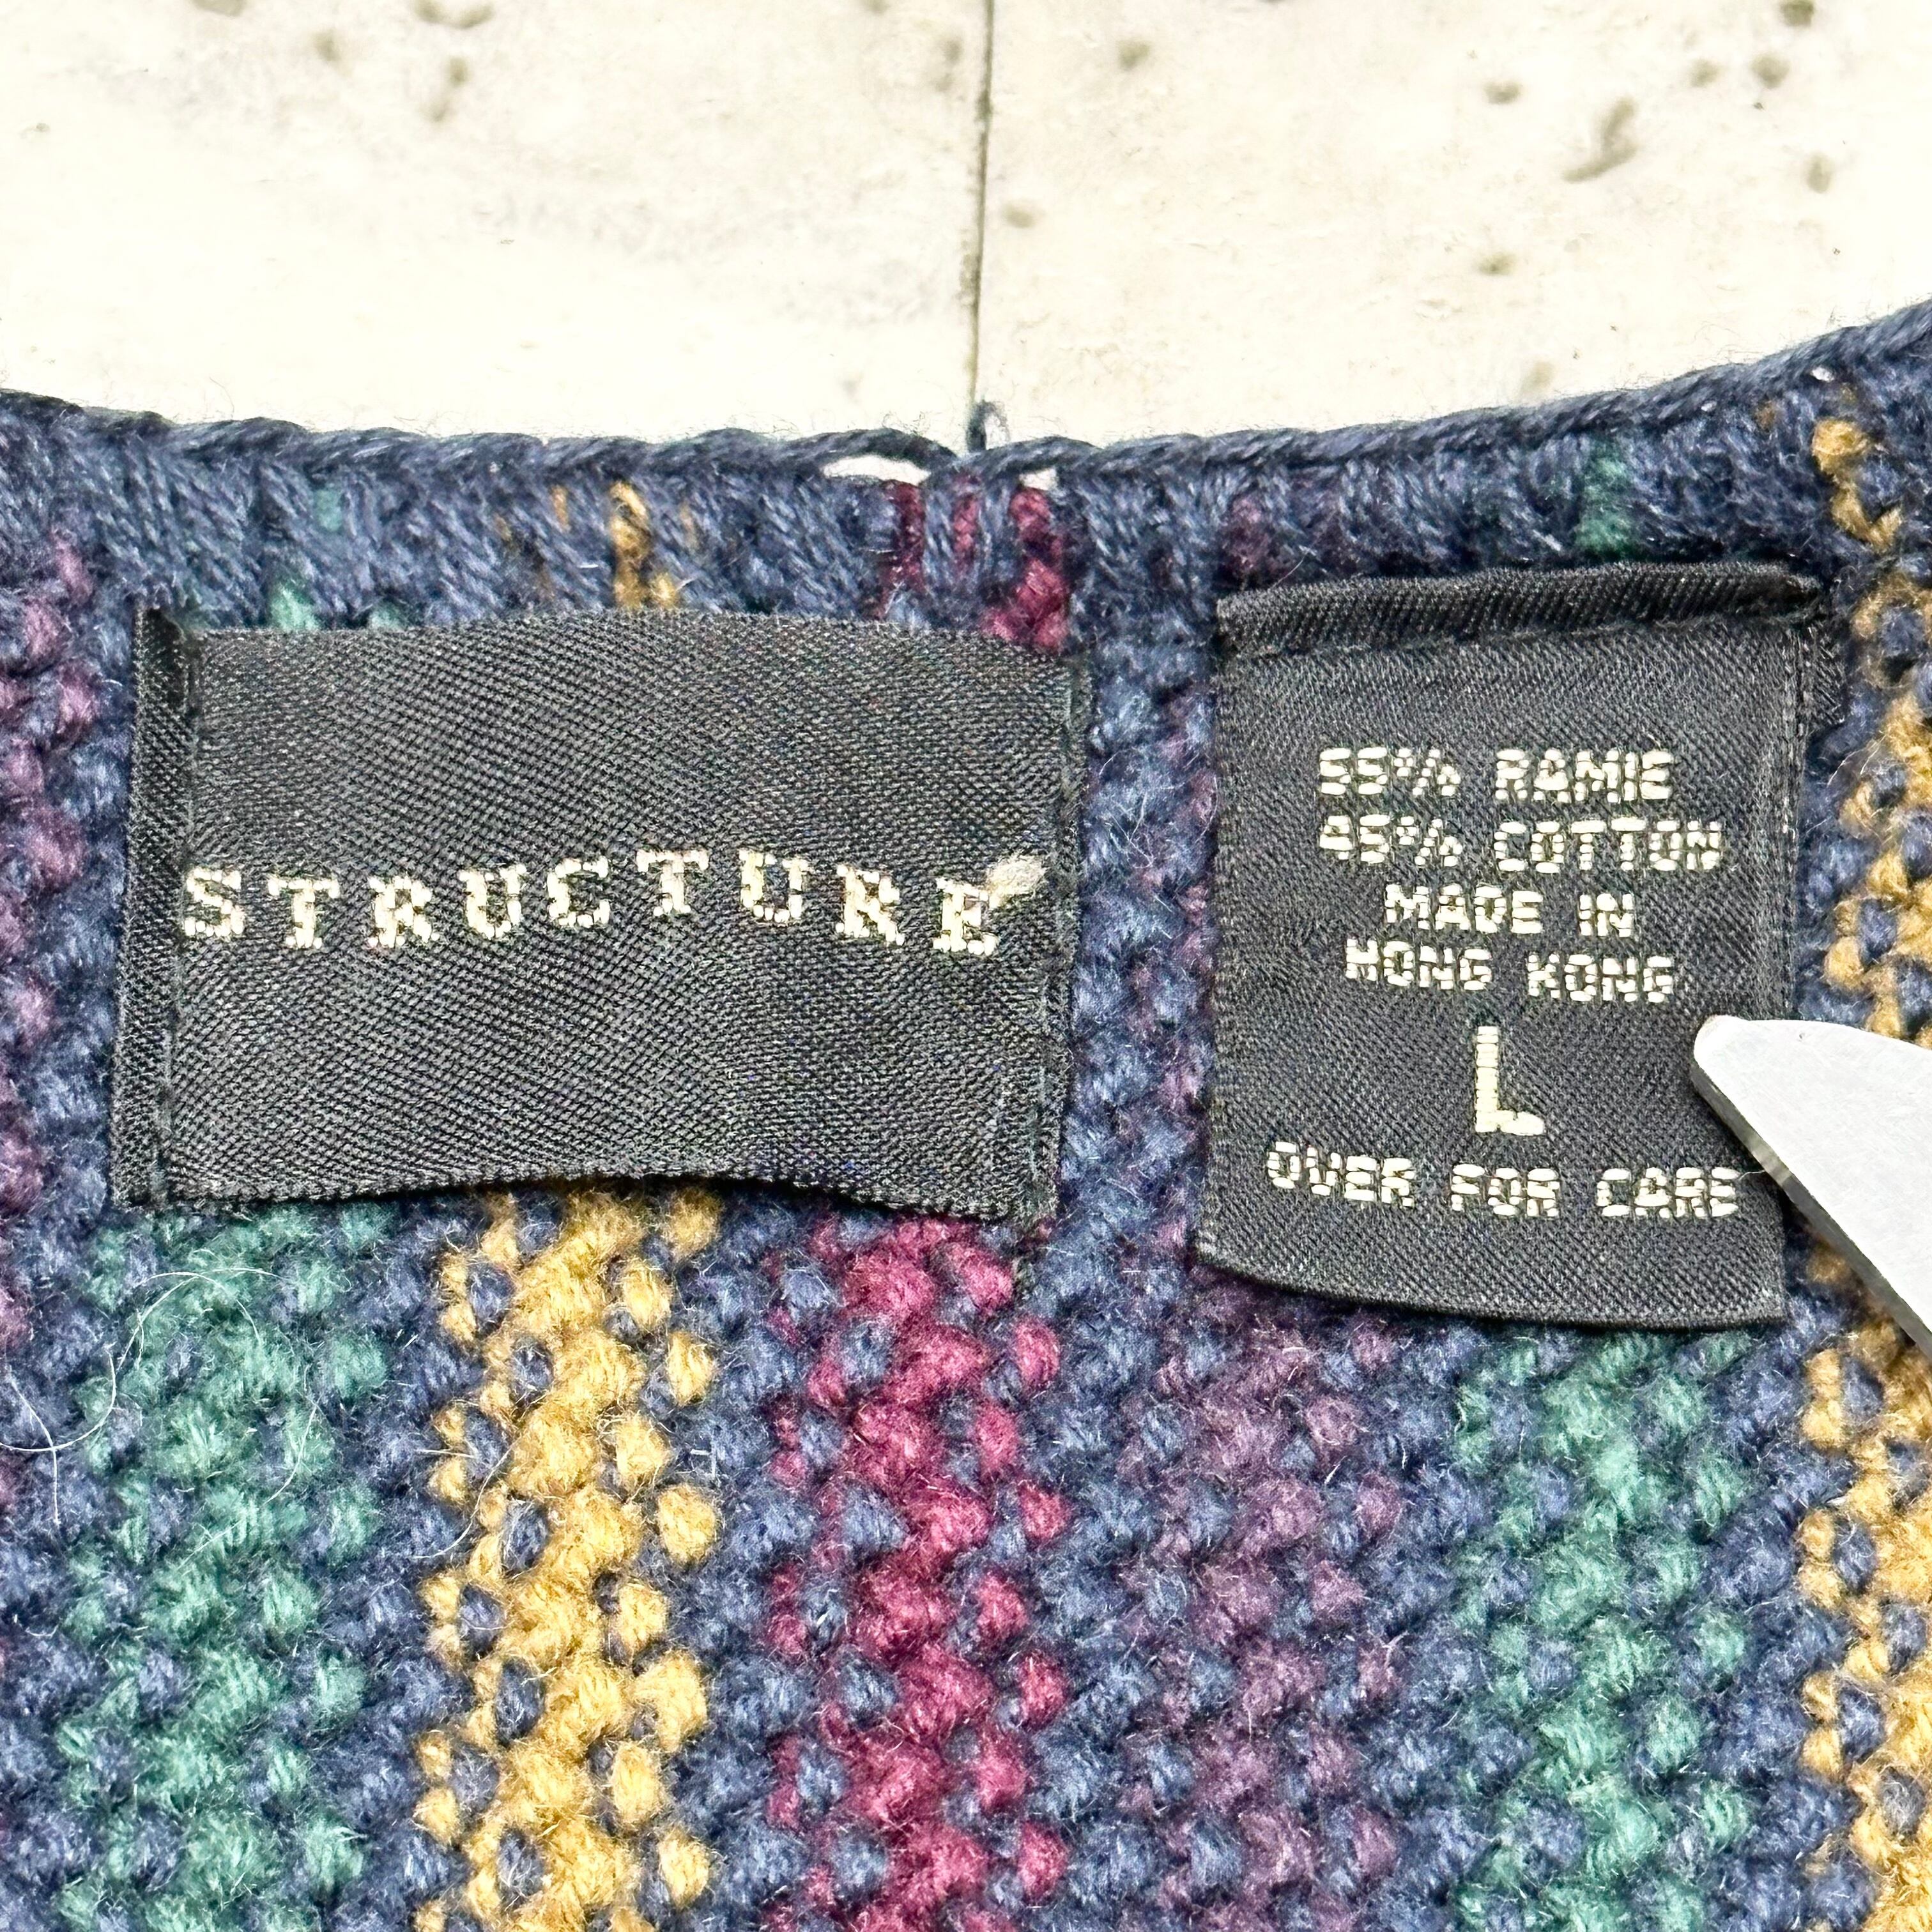 STRUCTURE
55% RAMIE
45% COTTON
MADE IN
HONG KONG
L
OVER FOR CARE